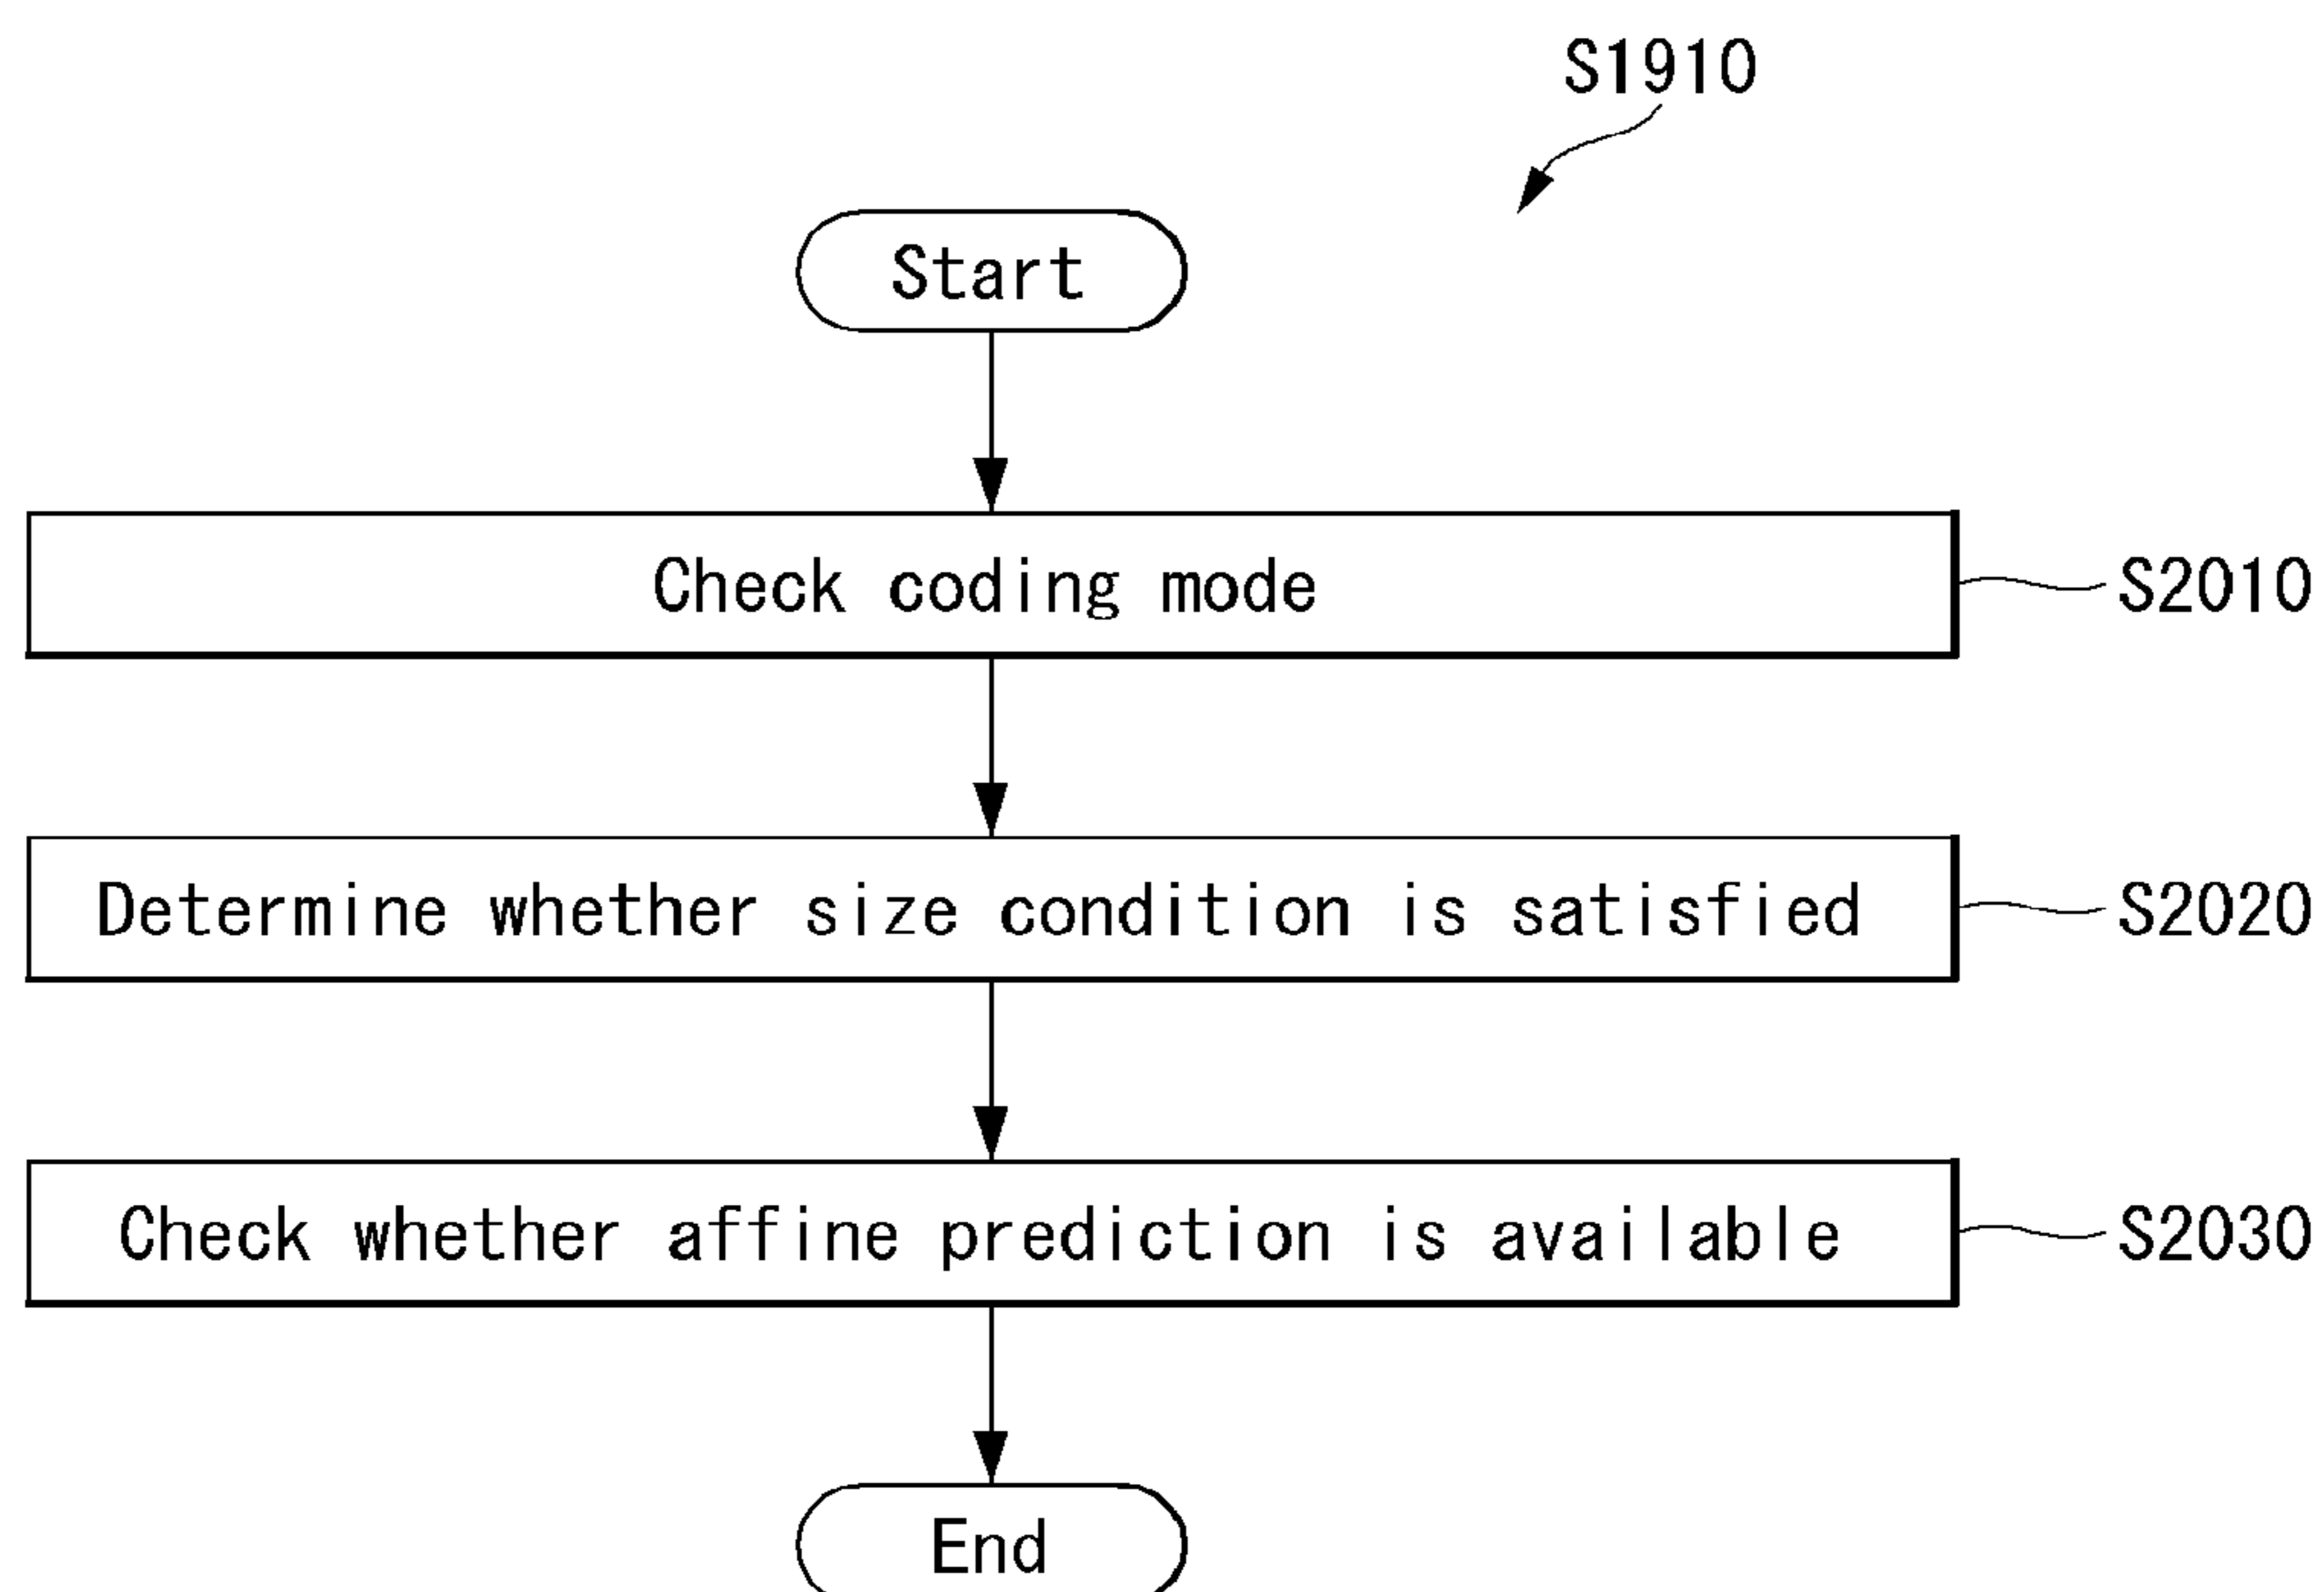 S1910
Start
Check coding mode
S2010
Determine whether size condition is satisfied
S2020
Check whether affine prediction is available
S2030
End